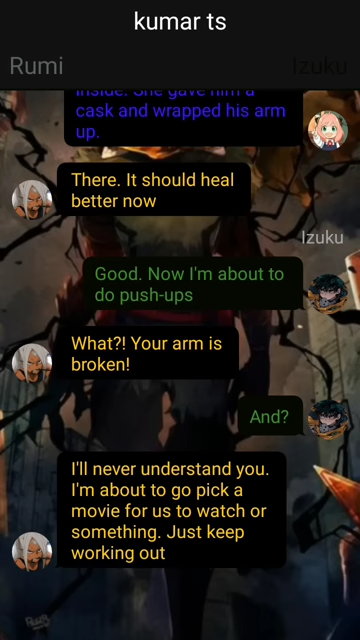 kumar ts
Rumi
Izuku
inside. She gave him a
cask and wrapped his arm
up.
There. It should heal
better now
Izuku
Good. Now I'm about to
do push-ups
What?! Your arm is
broken!
And?
I'll never understand you.
I'm about to go pick a
movie for us to watch or
something. Just keep
working out